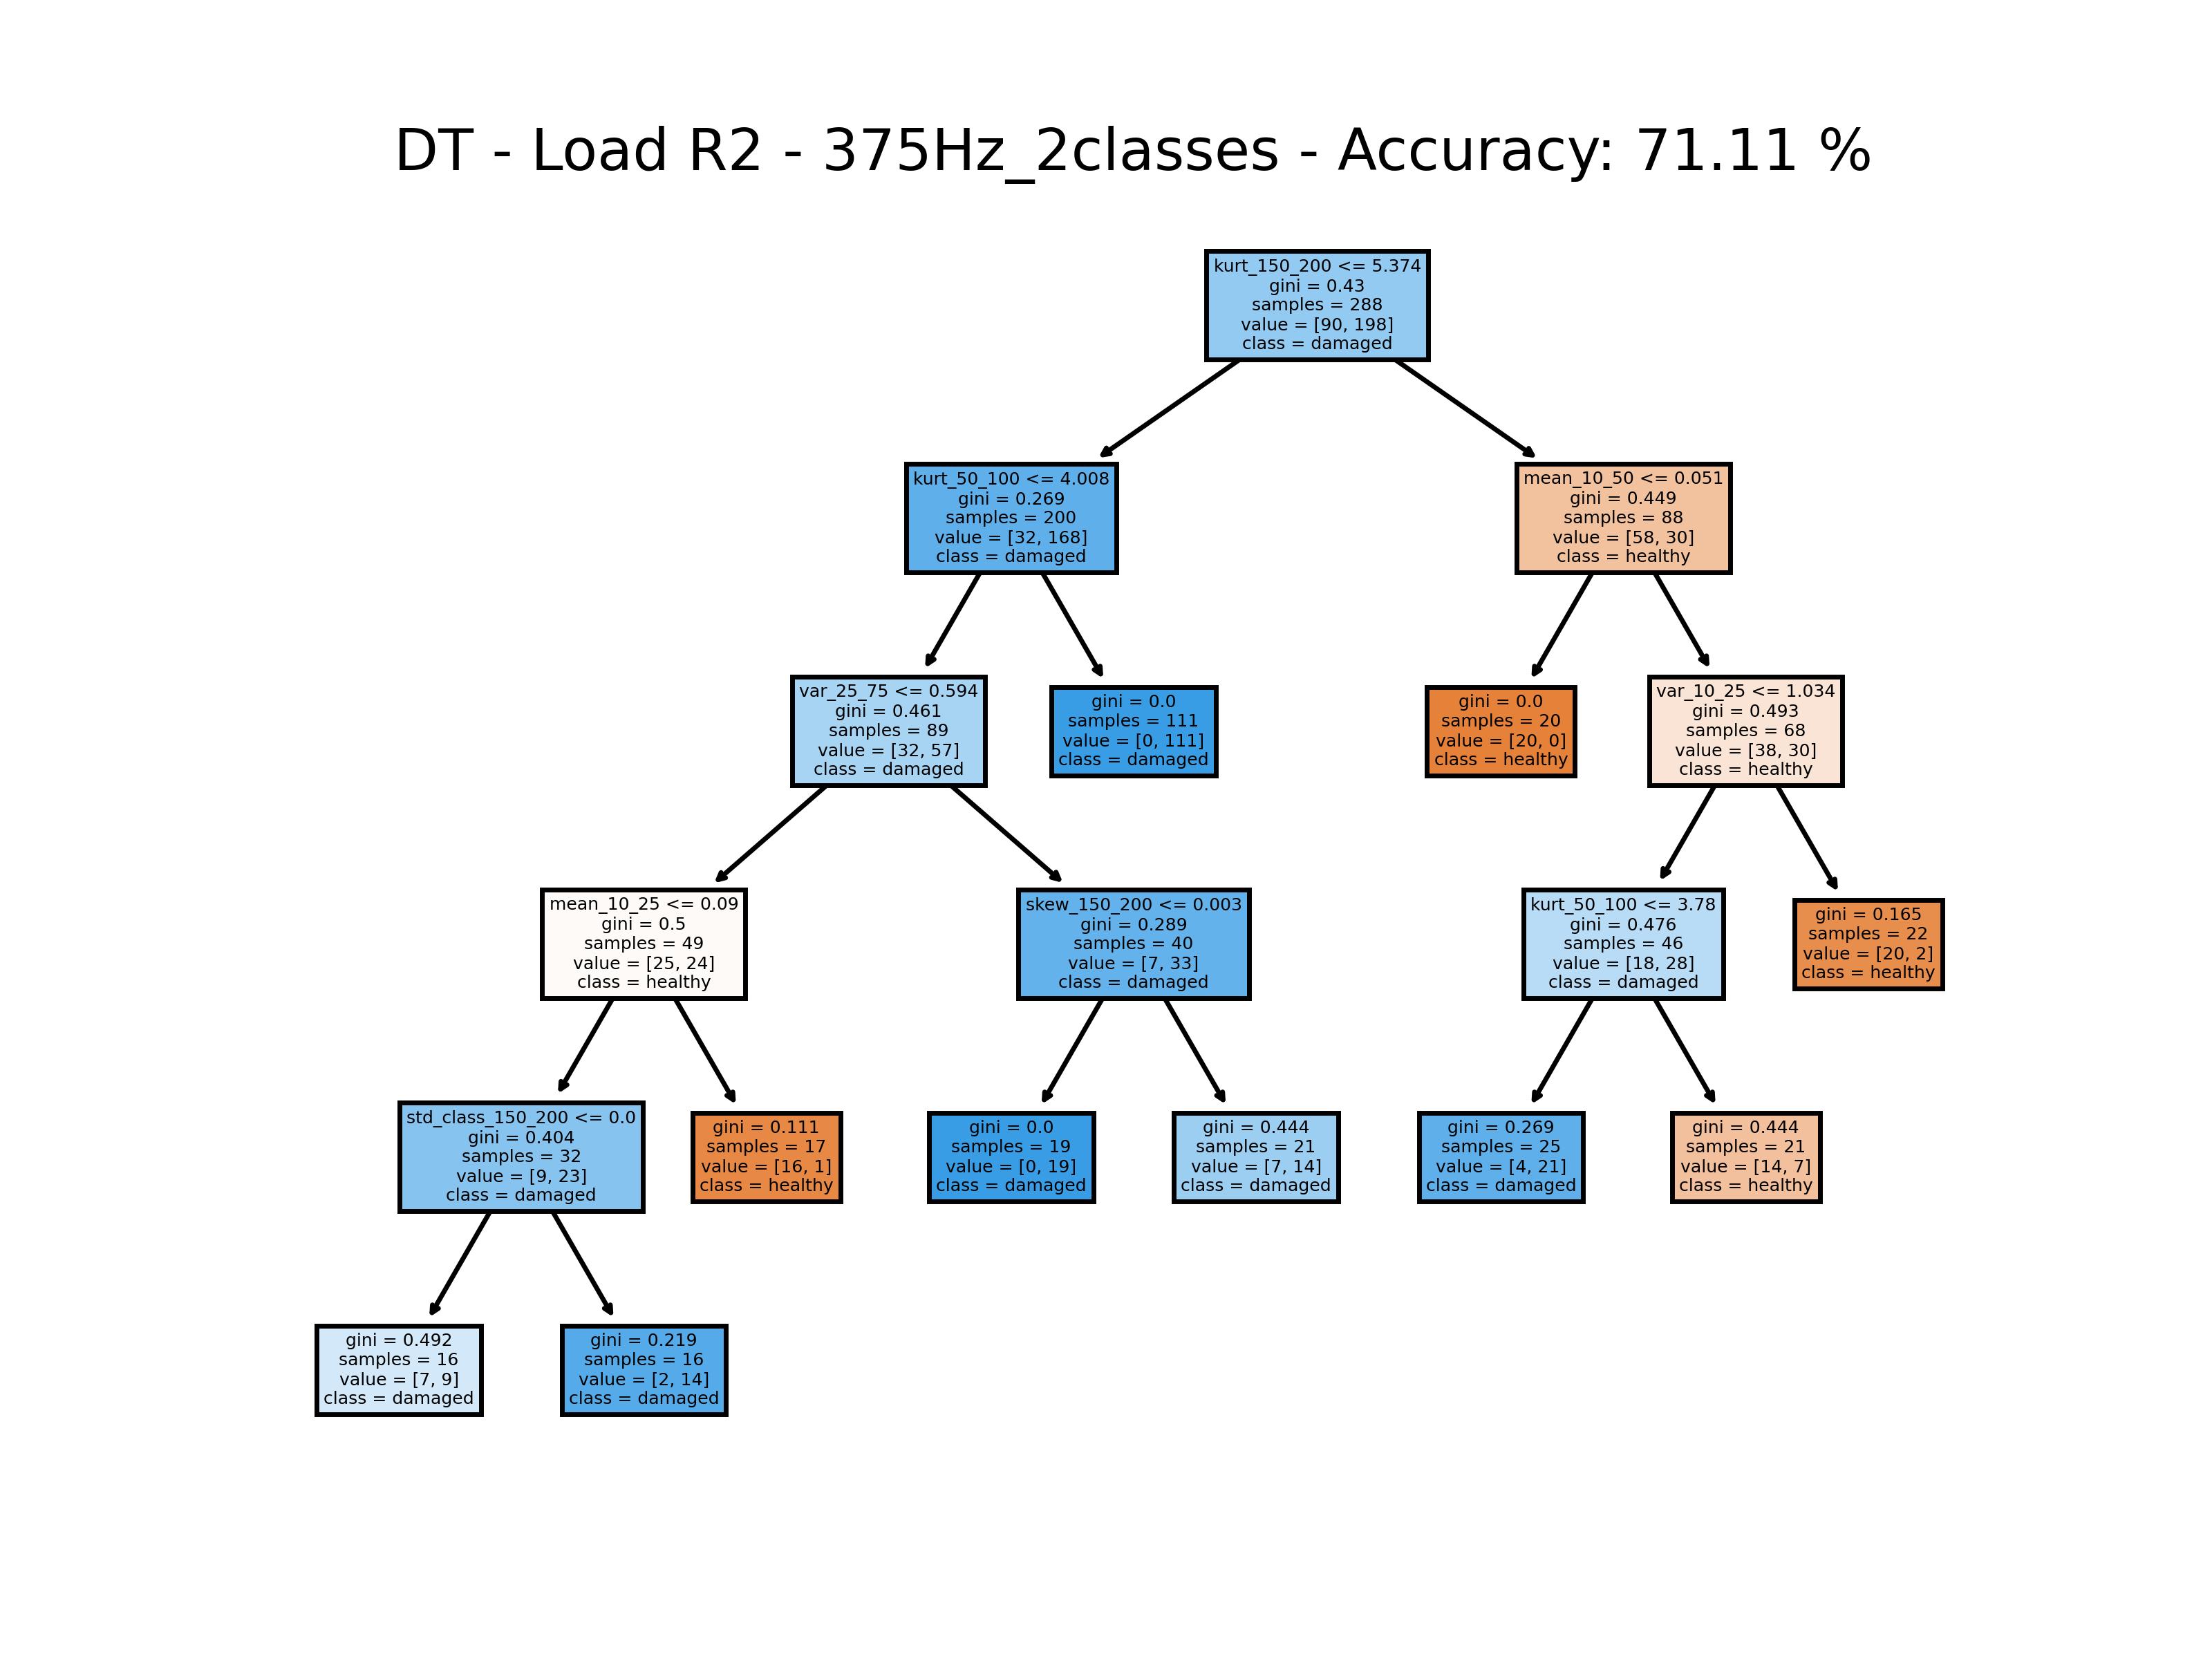 DT - Load R2 - 375Hz_2classes - Accuracy: 71.11 %
kurt_150_200 <= 5.374
gini = 0.43
samples = 288
value = [90, 198]
class = damaged
kurt_50_100 <= 4.008
gini = 0.269
samples = 200
value = [32, 168]
class = damaged
mean_10_50 <= 0.051
gini = 0.449
samples = 88
value = [58, 30]
class = healthy
var_25_75 <= 0.594
gini = 0.461
samples = 89
value = [32, 57]
class = damaged
gini = 0.0
samples = 111
value = [0, 111]
class = damaged
gini = 0.0
samples = 20
value = [20, 0]
class = healthy
var_10_25 <= 1.034
gini = 0.493
samples = 68
value = [38, 30]
class = healthy
mean_10_25 <= 0.09
gini = 0.5
samples = 49
value = [25, 24]
class = healthy
skew_150_200 <= 0.003
gini = 0.289
samples = 40
value = [7, 33]
class = damaged
kurt_50_100 <= 3.78
gini = 0.476
samples = 46
value = [18, 28]
class = damaged
gini = 0.165
samples = 22
value = [20, 2]
class = healthy
std_class_150_200 <= 0.0
gini = 0.404
samples = 32
value = [9, 23]
class = damaged
gini = 0.111
samples = 17
value = [16, 1]
class = healthy
gini = 0.0
samples = 19
value = [0, 19]
class = damaged
gini = 0.444
samples = 21
value = [7, 14]
class = damaged
gini = 0.269
samples = 25
value = [4, 21]
class = damaged
gini = 0.444
samples = 21
value = [14, 7]
class = healthy
gini = 0.492
samples = 16
value = [7, 9]
class = damaged
gini = 0.219
samples = 16
value = [2, 14]
class = damaged